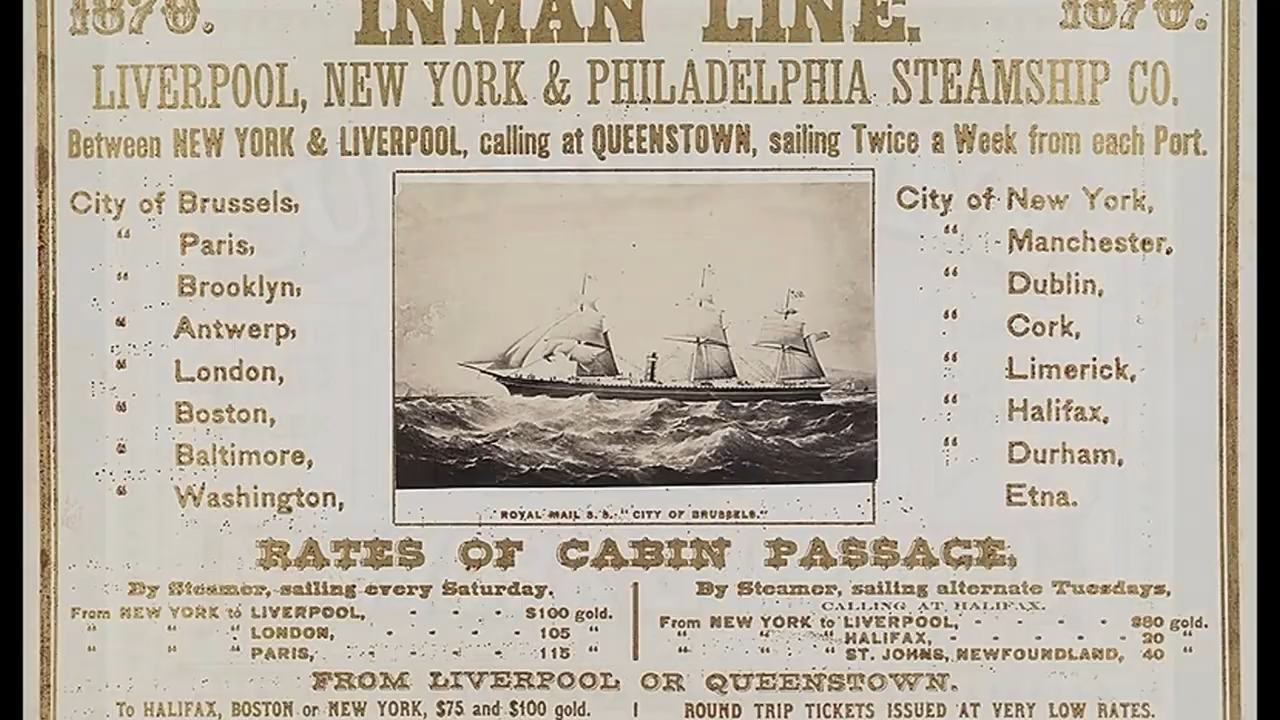 1870. INMAN LINE. 1870.
LIVERPOOL, NEW YORK & PHILADELPHIA STEAMSHIP CO.
Between NEW YORK & LIVERPOOL, calling at QUEENSTOWN, sailing Twice a Week from each Port.
City of Brussels,
“ Paris,
“ Brooklyn,
“ Antwerp,
“ London,
“ Boston,
“ Baltimore,
“ Washington,
City of New York,
“ Manchester,
“ Dublin,
“ Cork,
“ Limerick,
“ Halifax,
“ Durham,
Etna.
ROYAL MAIL S.S. “CITY OF BRUSSELS.”
RATES OF CABIN PASSAGE,
By Steamer, sailing every Saturday.
From NEW YORK to LIVERPOOL, - - - - $100 gold.
“ “ “ LONDON, - - - - - 105 “
“ “ “ PARIS, - - - - - 115 “
By Steamer, sailing alternate Tuesdays,
CALLING AT HALIFAX.
From NEW YORK to LIVERPOOL, - - - - $80 gold.
“ “ “ HALIFAX, - - - - - 20 “
“ “ “ ST. JOHNS, NEWFOUNDLAND, 40 “
FROM LIVERPOOL OR QUEENSTOWN.
To HALIFAX, BOSTON or NEW YORK, $75 and $100 gold. | ROUND TRIP TICKETS ISSUED AT VERY LOW RATES.